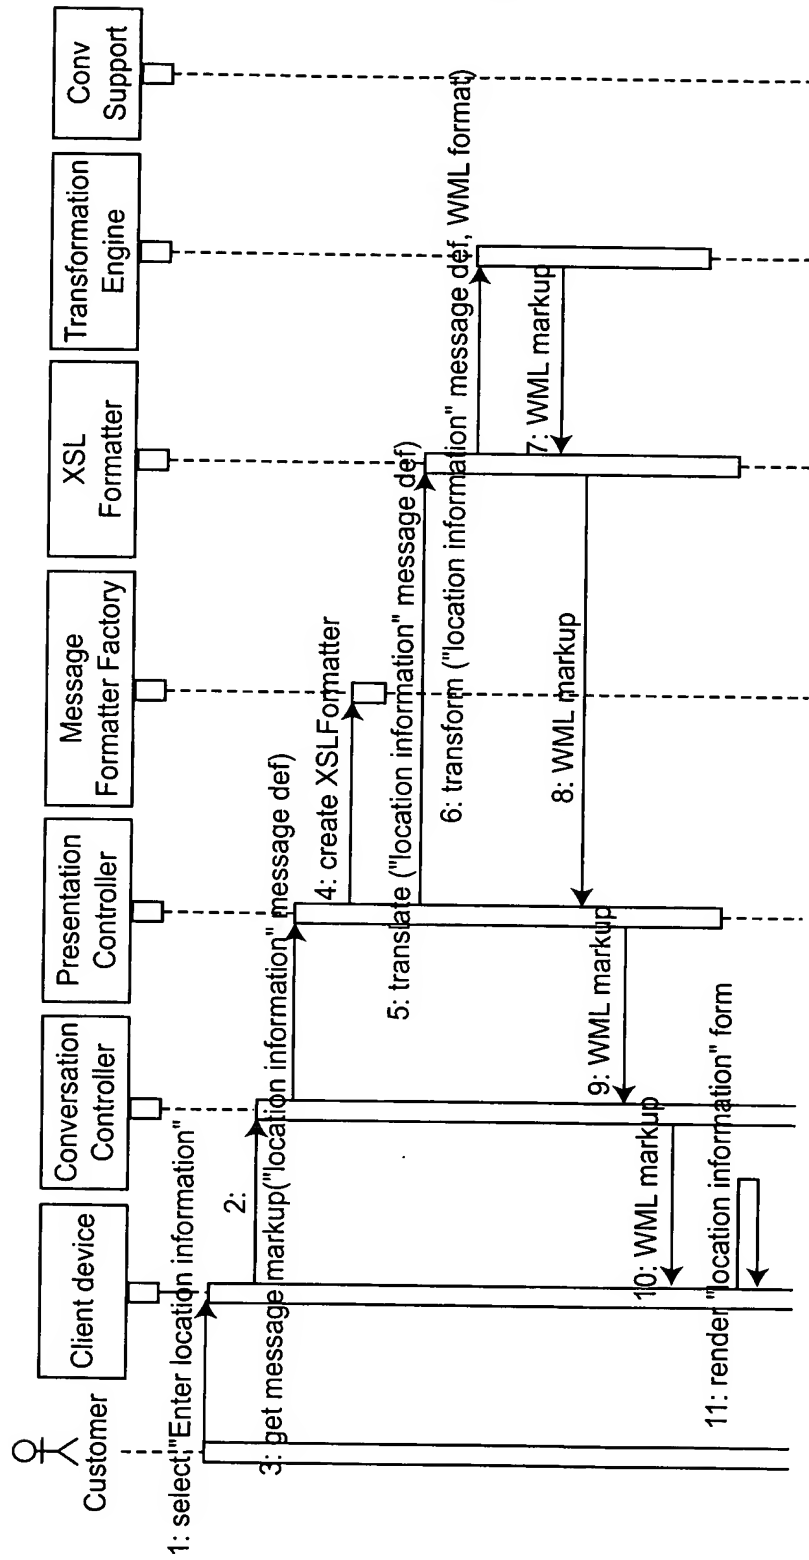 Customer
Client device
Conversation
Controller
Presentation
Controller
Message
Formatter Factory
XSL
Formatter
Transformation
Engine
Conv
Support
1: select "Enter location information"
2:
3: get message markup("location information" message def)
4: create XSLFormatter
5: translate ("location information" message def)
6: transform ("location information" message def, WML format)
7: WML markup
8: WML markup
9: WML markup
10: WML markup
11: render "location information" form